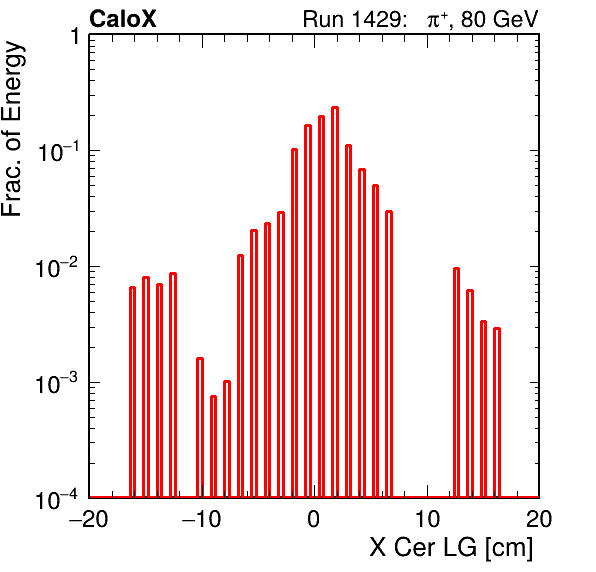 CaloX Run 1429: π⁺, 80 GeV
Frac. of Energy
1
10⁻¹
10⁻²
10⁻³
10⁻⁴
−20 −10 0 10 20
X Cer LG [cm]